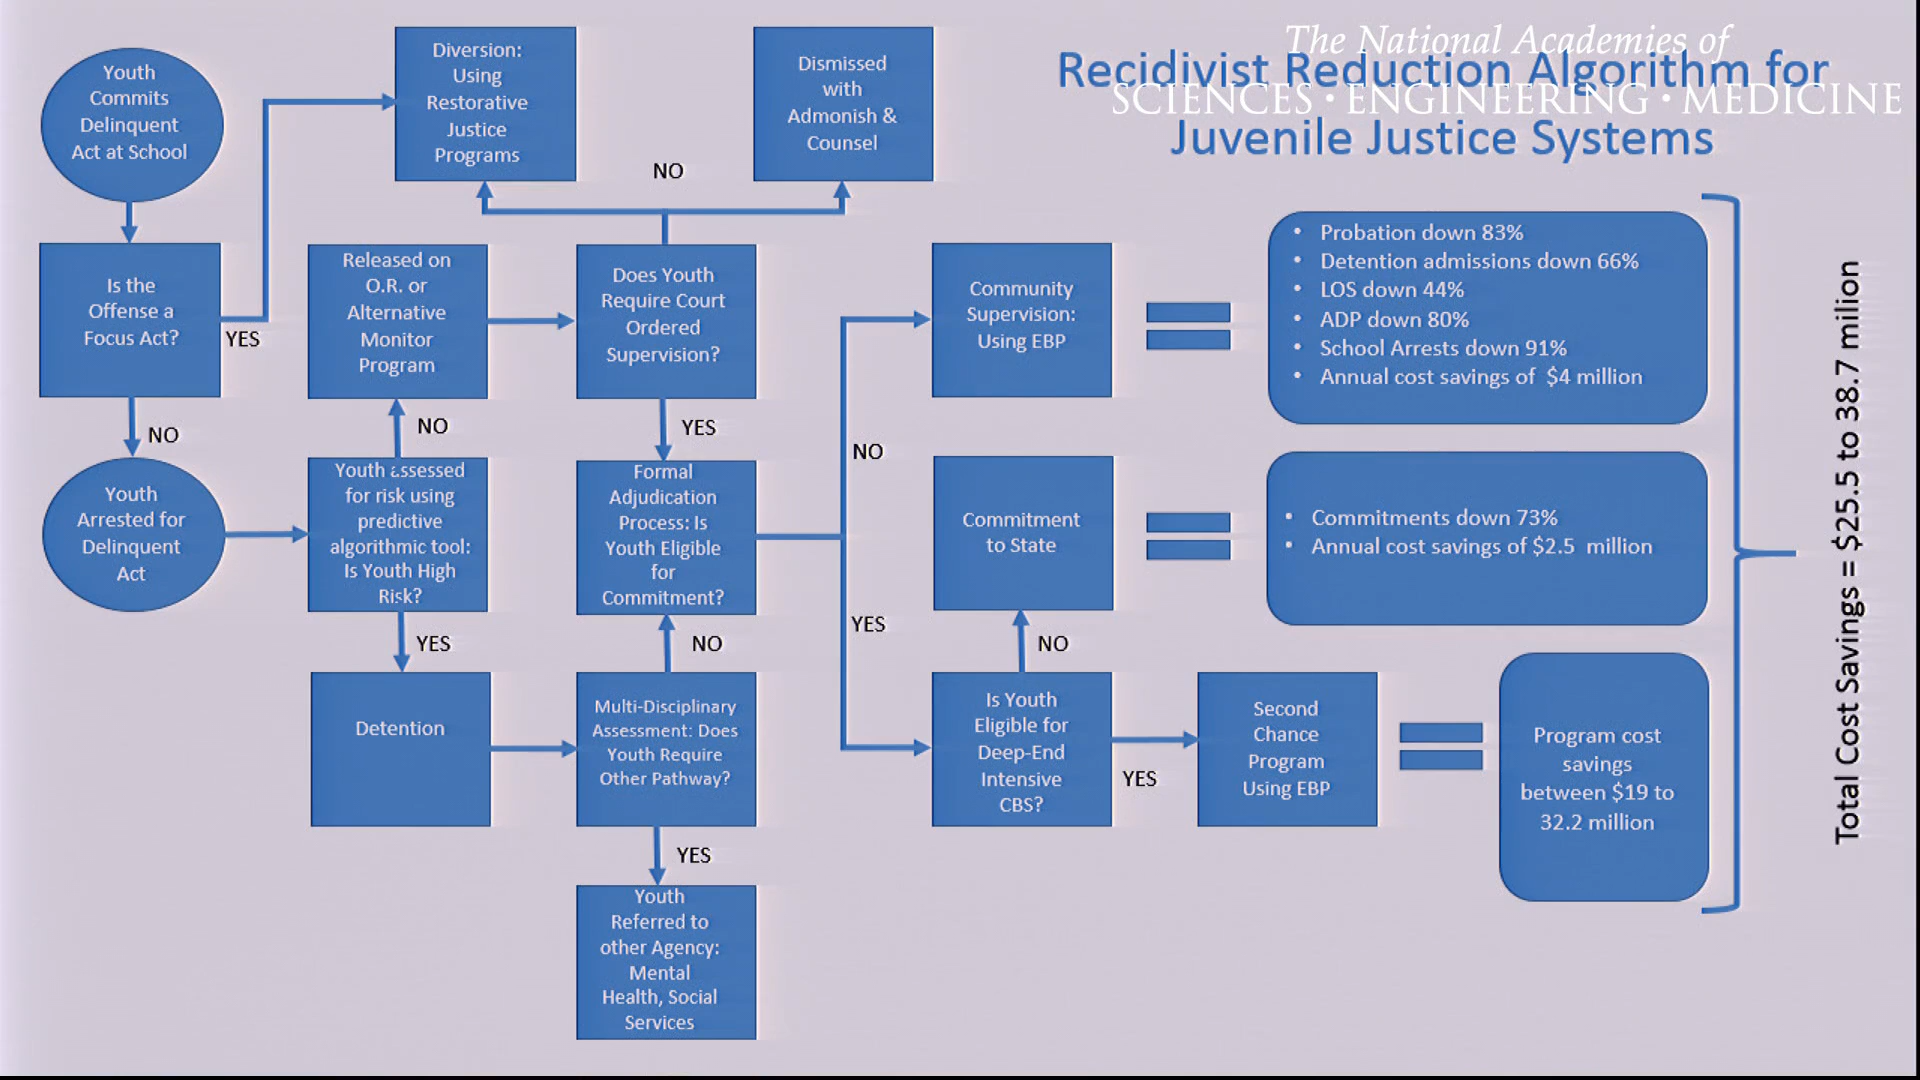 The National Academies of
SCIENCES · ENGINEERING · MEDICINE
Recidivist Reduction Algorithm for
Juvenile Justice Systems
Youth
Commits
Delinquent
Act at School
Diversion:
Using
Restorative
Justice
Programs
Dismissed
with
Admonish &
Counsel
NO
Is the
Offense a
Focus Act?
YES
NO
Released on
O.R. or
Alternative
Monitor
Program
Does Youth
Require Court
Ordered
Supervision?
Community
Supervision:
Using EBP
• Probation down 83%
• Detention admissions down 66%
• LOS down 44%
• ADP down 80%
• School Arrests down 91%
• Annual cost savings of $4 million
NO
YES
NO
Youth
Arrested for
Delinquent
Act
Youth assessed
for risk using
predictive
algorithmic tool:
Is Youth High
Risk?
Formal
Adjudication
Process: Is
Youth Eligible
for
Commitment?
Commitment
to State
• Commitments down 73%
• Annual cost savings of $2.5 million
YES
NO
YES
NO
Detention
Multi-Disciplinary
Assessment: Does
Youth Require
Other Pathway?
Is Youth
Eligible for
Deep-End
Intensive
CBS?
YES
Second
Chance
Program
Using EBP
Program cost
savings
between $19 to
32.2 million
YES
Youth
Referred to
other Agency:
Mental
Health, Social
Services
Total Cost Savings = $25.5 to 38.7 milion